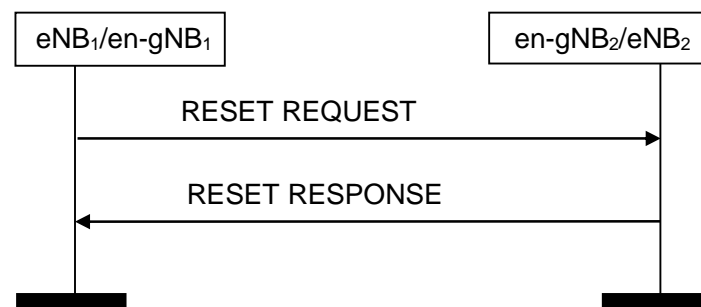 eNB₁/en-gNB₁
en-gNB₂/eNB₂
RESET REQUEST
RESET RESPONSE